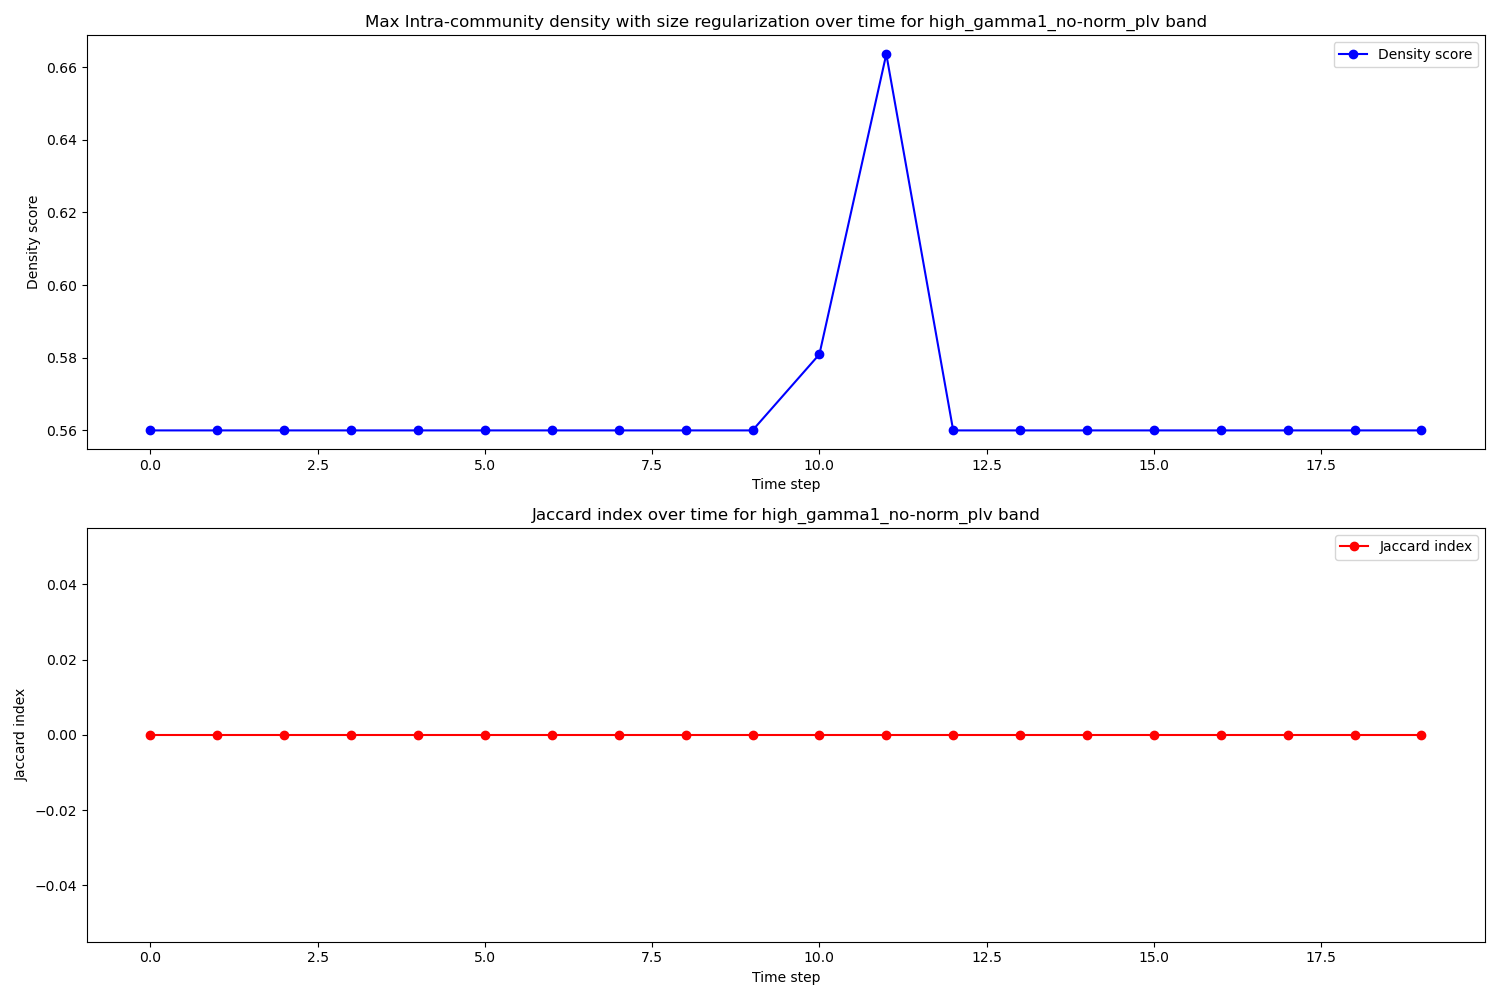 Max Intra-community density with size regularization over time for high_gamma1_no-norm_plv band
Density score
0.66
0.64
0.62
0.60
0.58
0.56
Density score
0.0 2.5 5.0 7.5 10.0 12.5 15.0 17.5
Time step
Jaccard index over time for high_gamma1_no-norm_plv band
Jaccard index
0.04
0.02
0.00
−0.02
−0.04
Jaccard index
0.0 2.5 5.0 7.5 10.0 12.5 15.0 17.5
Time step